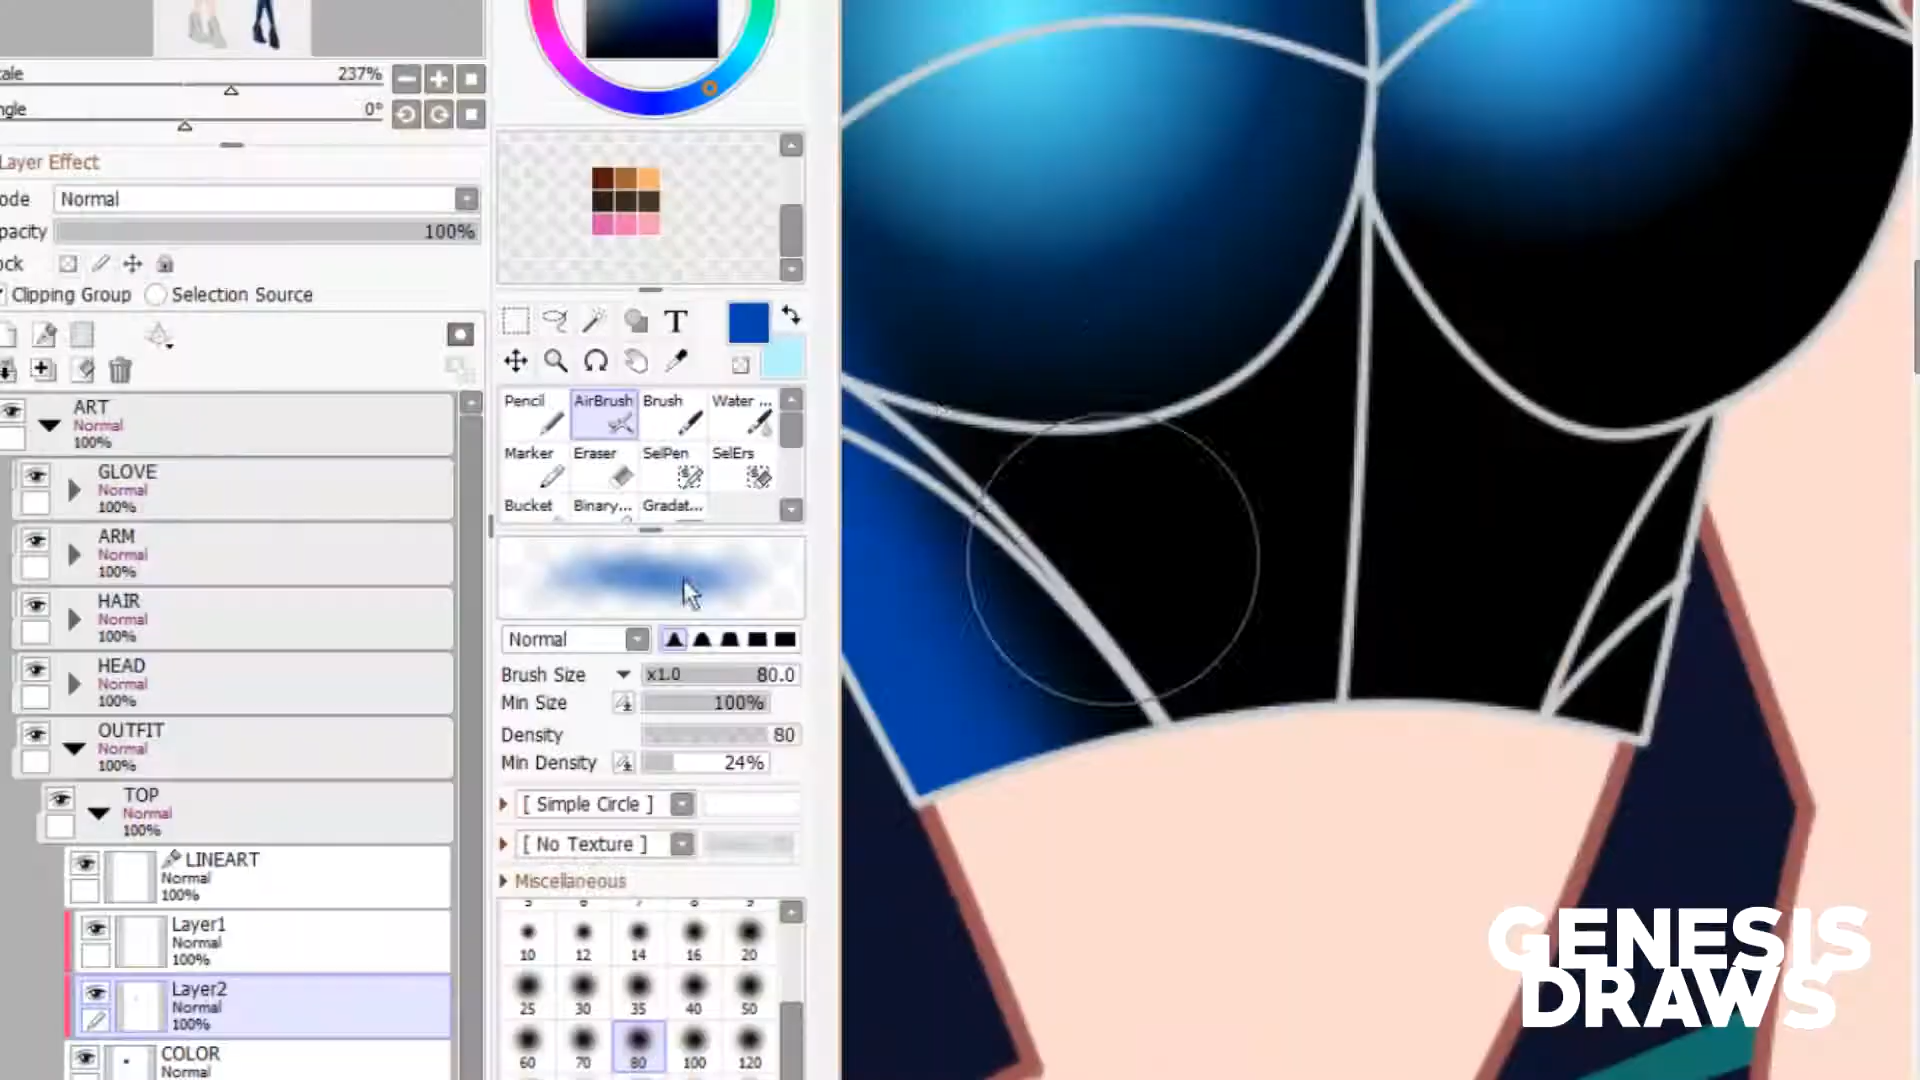 ale 237%
ngle 0°
Layer Effect
ode Normal
pacity 100%
ock
Clipping Group Selection Source
ART
Normal
100%
GLOVE
Normal
100%
ARM
Normal
100%
HAIR
Normal
100%
HEAD
Normal
100%
OUTFIT
Normal
100%
TOP
Normal
100%
LINEART
Normal
100%
Layer1
Normal
100%
Layer2
Normal
100%
COLOR
Normal
T
Pencil AirBrush Brush Water ...
Marker Eraser SelPen SelErs
Bucket Binary... Gradat...
Normal
Brush Size x1.0 80.0
Min Size 100%
Density 80
Min Density 24%
[ Simple Circle ]
[ No Texture ]
Miscellaneous
10 12 14 16 20
25 30 35 40 50
60 70 80 100 120
GENESIS
DRAWS